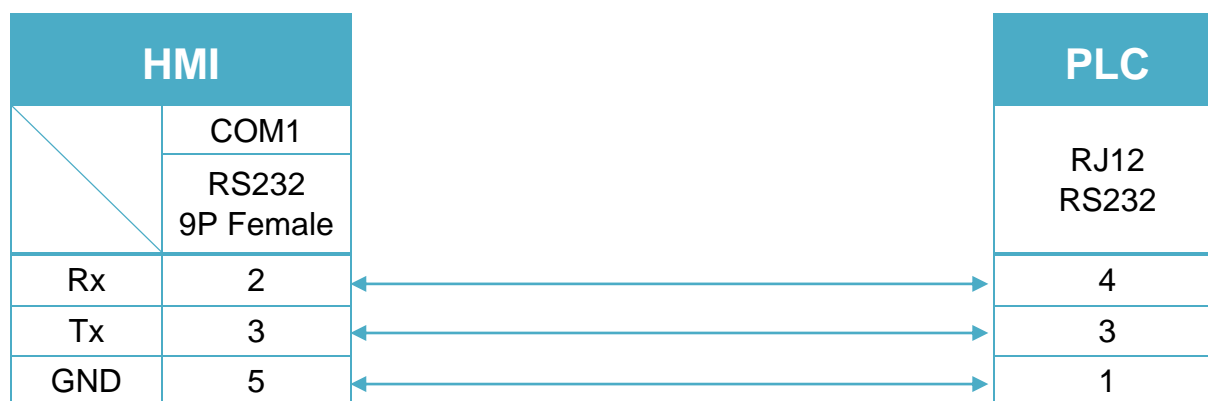 HMI
PLC
COM1
RS232
9P Female
RJ12
RS232
Rx 2 4
Tx 3 3
GND 5 1